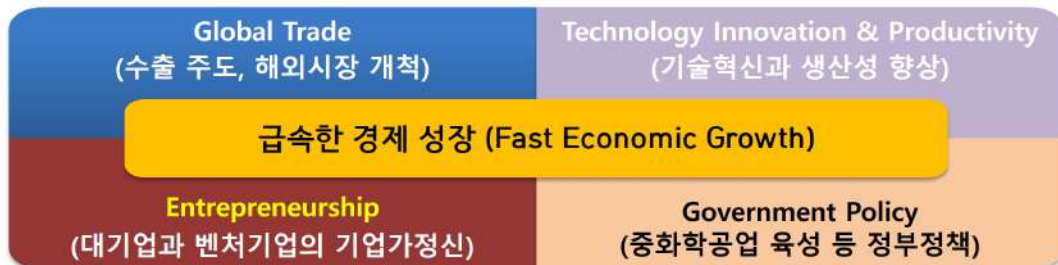 Global Trade
(수출 주도, 해외시장 개척)
Technology Innovation & Productivity
(기술혁신과 생산성 향상)
급속한 경제 성장 (Fast Economic Growth)
Entrepreneurship
(대기업과 벤처기업의 기업가정신)
Government Policy
(중화학공업 육성 등 정부정책)